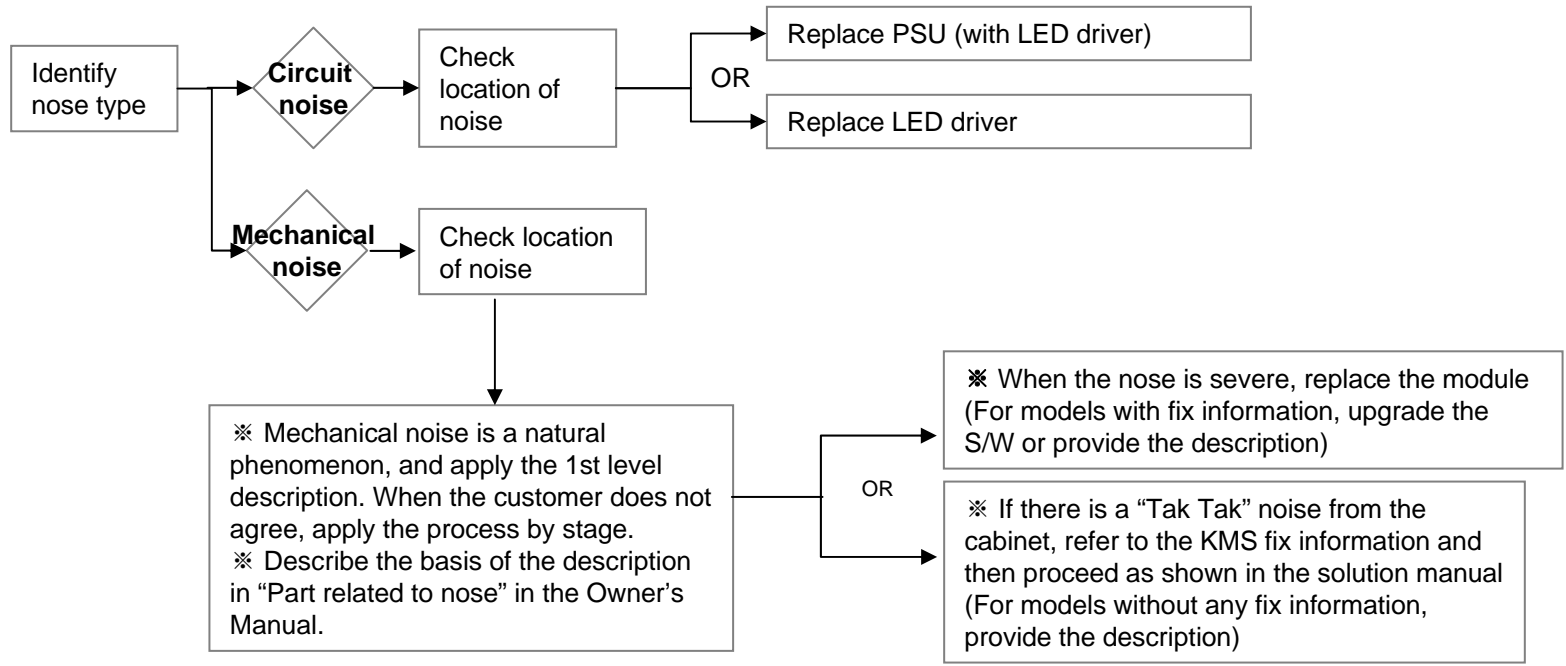 Identify
nose type
Circuit
noise
Check
location of
noise
Replace PSU (with LED driver)
OR
Replace LED driver
Mechanical
noise
Check location
of noise
※ Mechanical noise is a natural
phenomenon, and apply the 1st level
description. When the customer does not
agree, apply the process by stage.
※ Describe the basis of the description
in “Part related to nose” in the Owner’s
Manual.
OR
※ When the nose is severe, replace the module
(For models with fix information, upgrade the
S/W or provide the description)
※ If there is a “Tak Tak” noise from the
cabinet, refer to the KMS fix information and
then proceed as shown in the solution manual
(For models without any fix information,
provide the description)